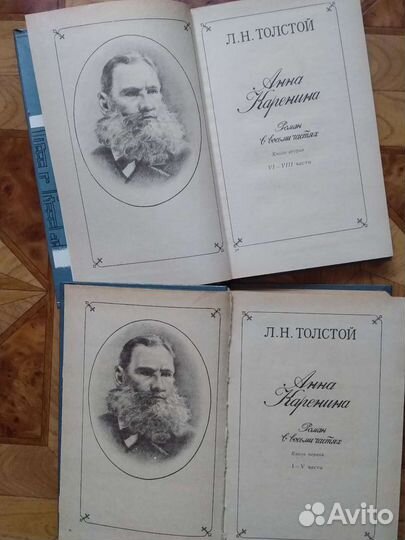 Л.Н. ТОЛСТОЙ
Анна
Каренина
Роман
в восьми частях
Книга вторая
VI—VIII части
Л.Н. ТОЛСТОЙ
Анна
Каренина
Роман
в восьми частях
Книга первая
I—V части
Avito